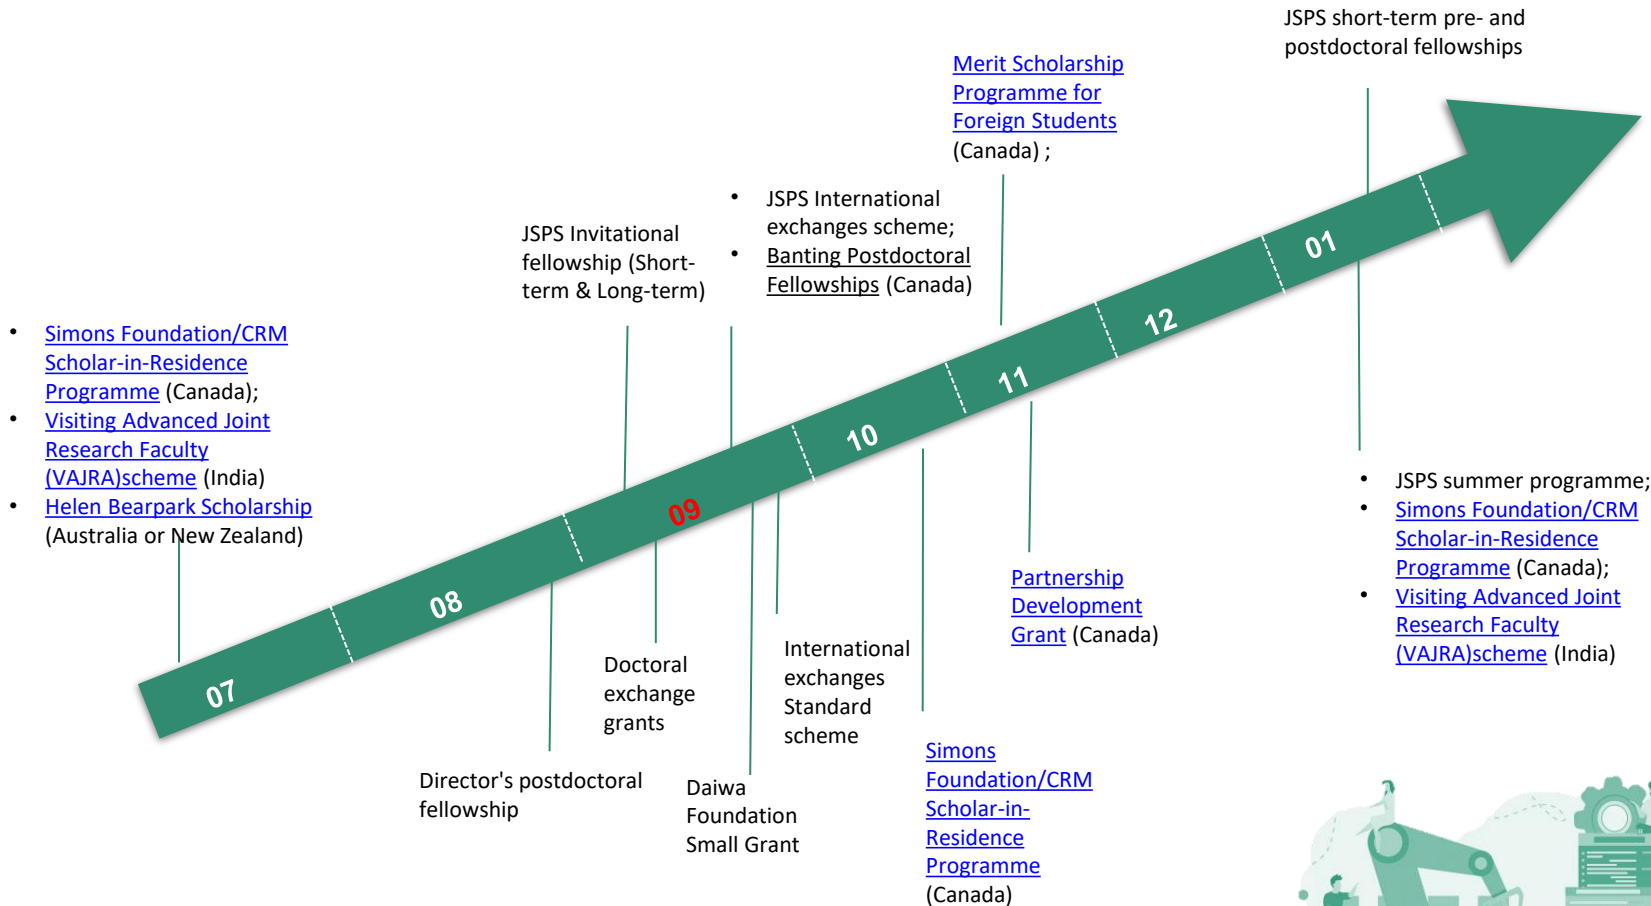 JSPS short-term pre- and
postdoctoral fellowships
Merit Scholarship
Programme for
Foreign Students
(Canada) ;
• JSPS International
exchanges scheme;
• Banting Postdoctoral
Fellowships (Canada)
JSPS Invitational
fellowship (Short-
term & Long-term)
• Simons Foundation/CRM
Scholar-in-Residence
Programme (Canada);
• Visiting Advanced Joint
Research Faculty
(VAJRA)scheme (India)
• Helen Bearpark Scholarship
(Australia or New Zealand)
07
08
09
10
11
12
01
Director's postdoctoral
fellowship
Doctoral
exchange
grants
Daiwa
Foundation
Small Grant
International
exchanges
Standard
scheme
Simons
Foundation/CRM
Scholar-in-
Residence
Programme
(Canada)
Partnership
Development
Grant (Canada)
• JSPS summer programme;
• Simons Foundation/CRM
Scholar-in-Residence
Programme (Canada);
• Visiting Advanced Joint
Research Faculty
(VAJRA)scheme (India)